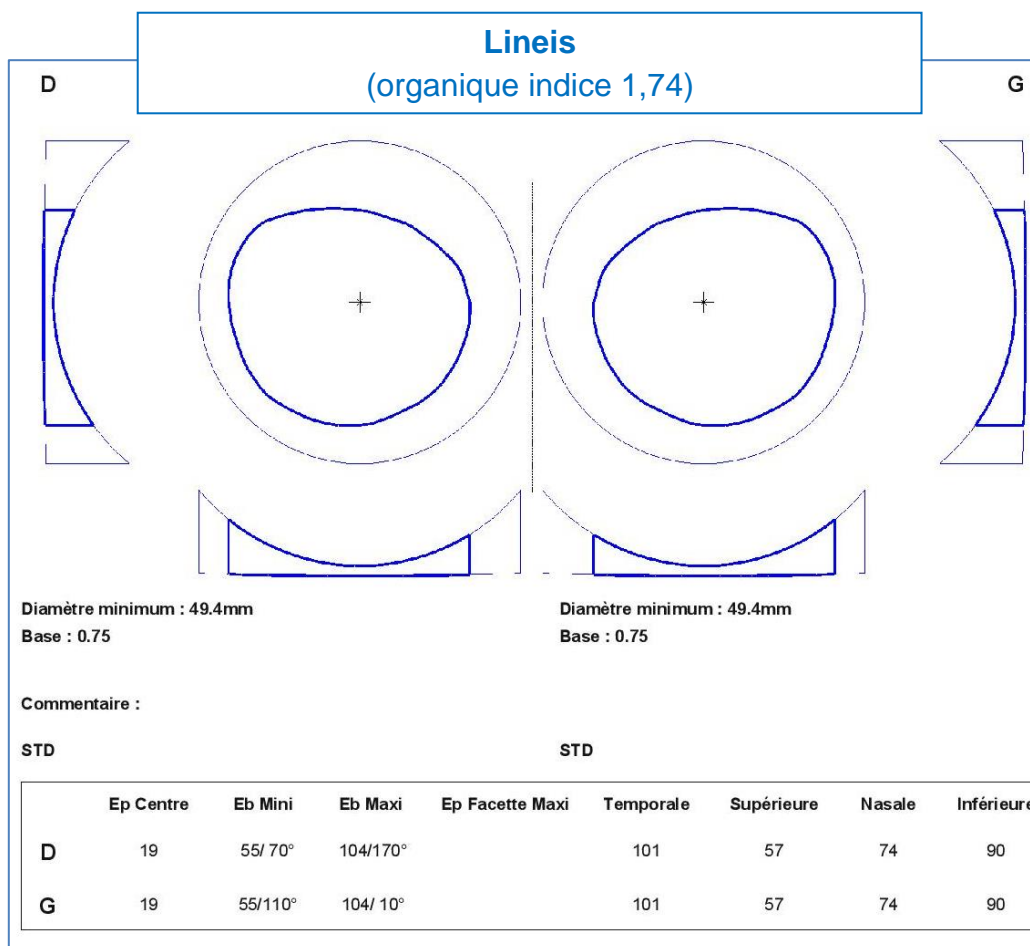 Lineis
(organique indice 1,74)
D G
Diamètre minimum : 49.4mm Diamètre minimum : 49.4mm
Base : 0.75 Base : 0.75
Commentaire :
STD STD
Ep Centre Eb Mini Eb Maxi Ep Facette Maxi Temporale Supérieure Nasale Inférieure
D 19 55/ 70° 104/170° 101 57 74 90
G 19 55/110° 104/ 10° 101 57 74 90